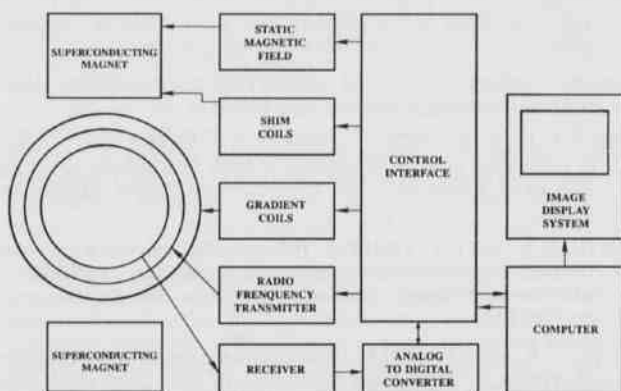 STATIC
MAGNETIC
FIELD
SUPERCONDUCTING
MAGNET
SHIM
COILS
CONTROL
INTERFACE
IMAGE
DISPLAY
SYSTEM
GRADIENT
COILS
RADIO
FRENQUENCY
TRANSMITTER
COMPUTER
SUPERCONDUCTING
MAGNET
RECEIVER
ANALOG
TO DIGITAL
CONVERTER